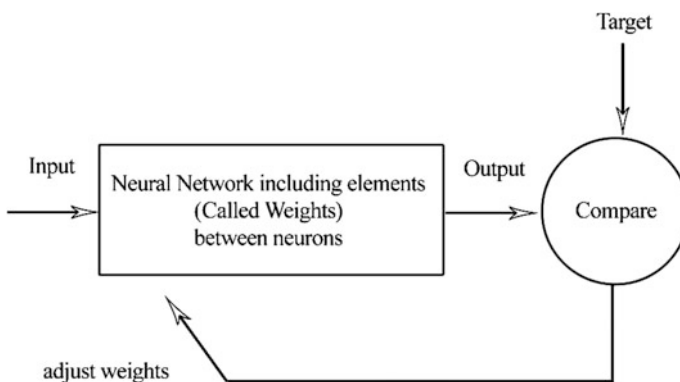 Target
Input
Neural Network including elements
(Called Weights)
between neurons
Output
Compare
adjust weights